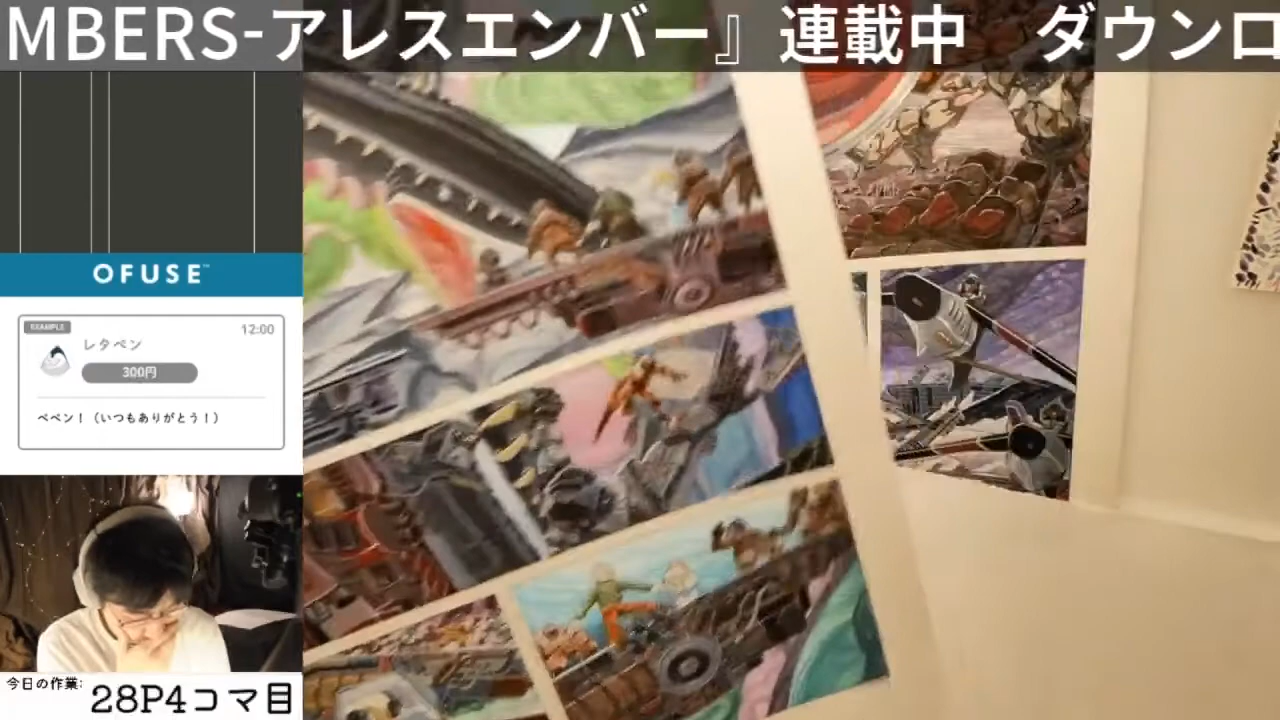 MBERS-アレスエンバー』連載中　ダウンロ
OFUSE™
EXAMPLE
12:00
レタペン
300円
ペペン！（いつもありがとう！）
今日の作業:
28P4コマ目